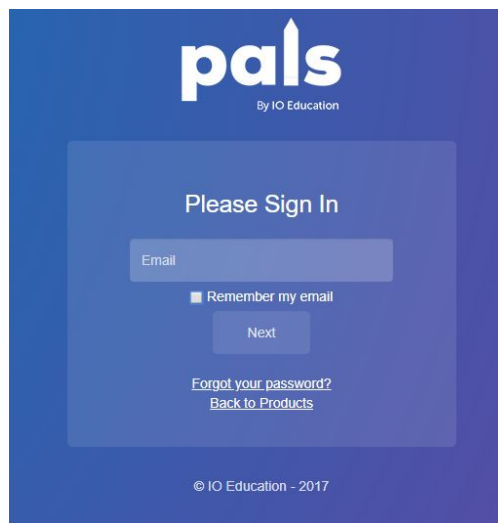 pals
By IO Education
Please Sign In
Email
Remember my email
Next
Forgot your password?
Back to Products
© IO Education - 2017